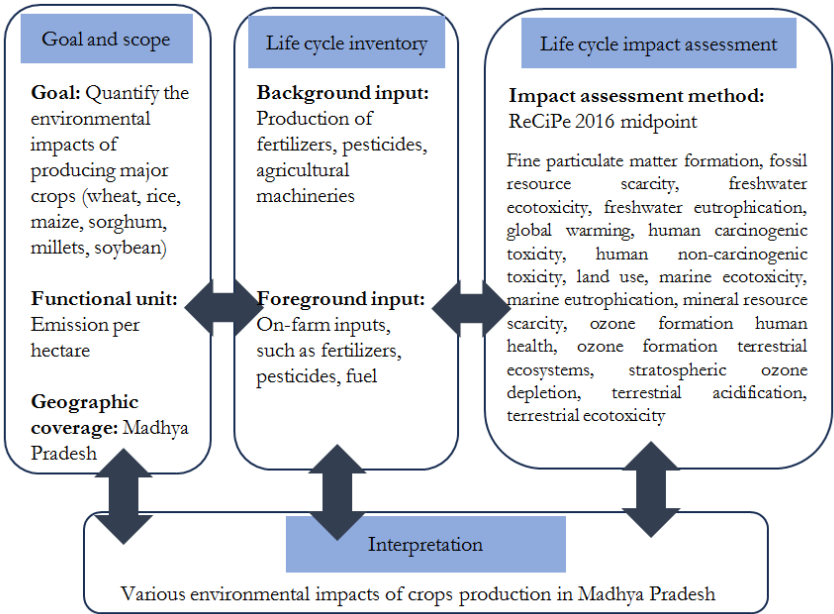 Goal and scope
Goal: Quantify the
environmental
impacts of
producing major
crops (wheat, rice,
maize, sorghum,
millets, soybean)
Functional unit:
Emission per
hectare
Geographic
coverage: Madhya
Pradesh
Life cycle inventory
Background input:
Production of
fertilizers, pesticides,
agricultural
machineries
Foreground input:
On-farm inputs,
such as fertilizers,
pesticides, fuel
Life cycle impact assessment
Impact assessment method:
ReCiPe 2016 midpoint
Fine particulate matter formation, fossil
resource scarcity, freshwater
ecotoxicity, freshwater eutrophication,
global warming, human carcinogenic
toxicity, human non-carcinogenic
toxicity, land use, marine ecotoxicity,
marine eutrophication, mineral resource
scarcity, ozone formation human
health, ozone formation terrestrial
ecosystems, stratospheric ozone
depletion, terrestrial acidification,
terrestrial ecotoxicity
Interpretation
Various environmental impacts of crops production in Madhya Pradesh